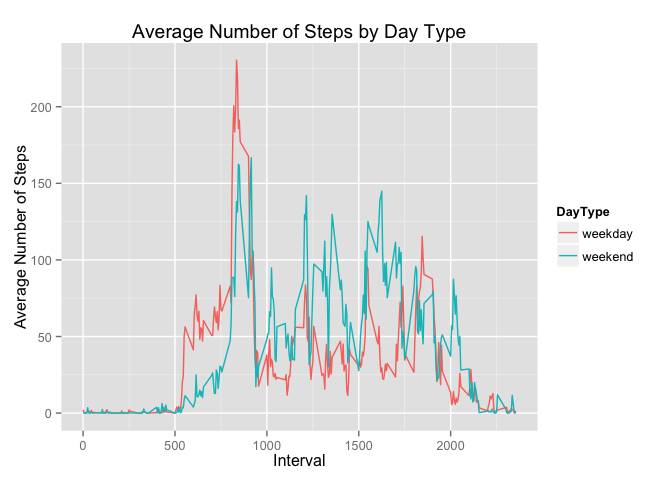 Average Number of Steps by Day Type
Average Number of Steps
200
150
100
50
0
0 500 1000 1500 2000
Interval
DayType
weekday
weekend